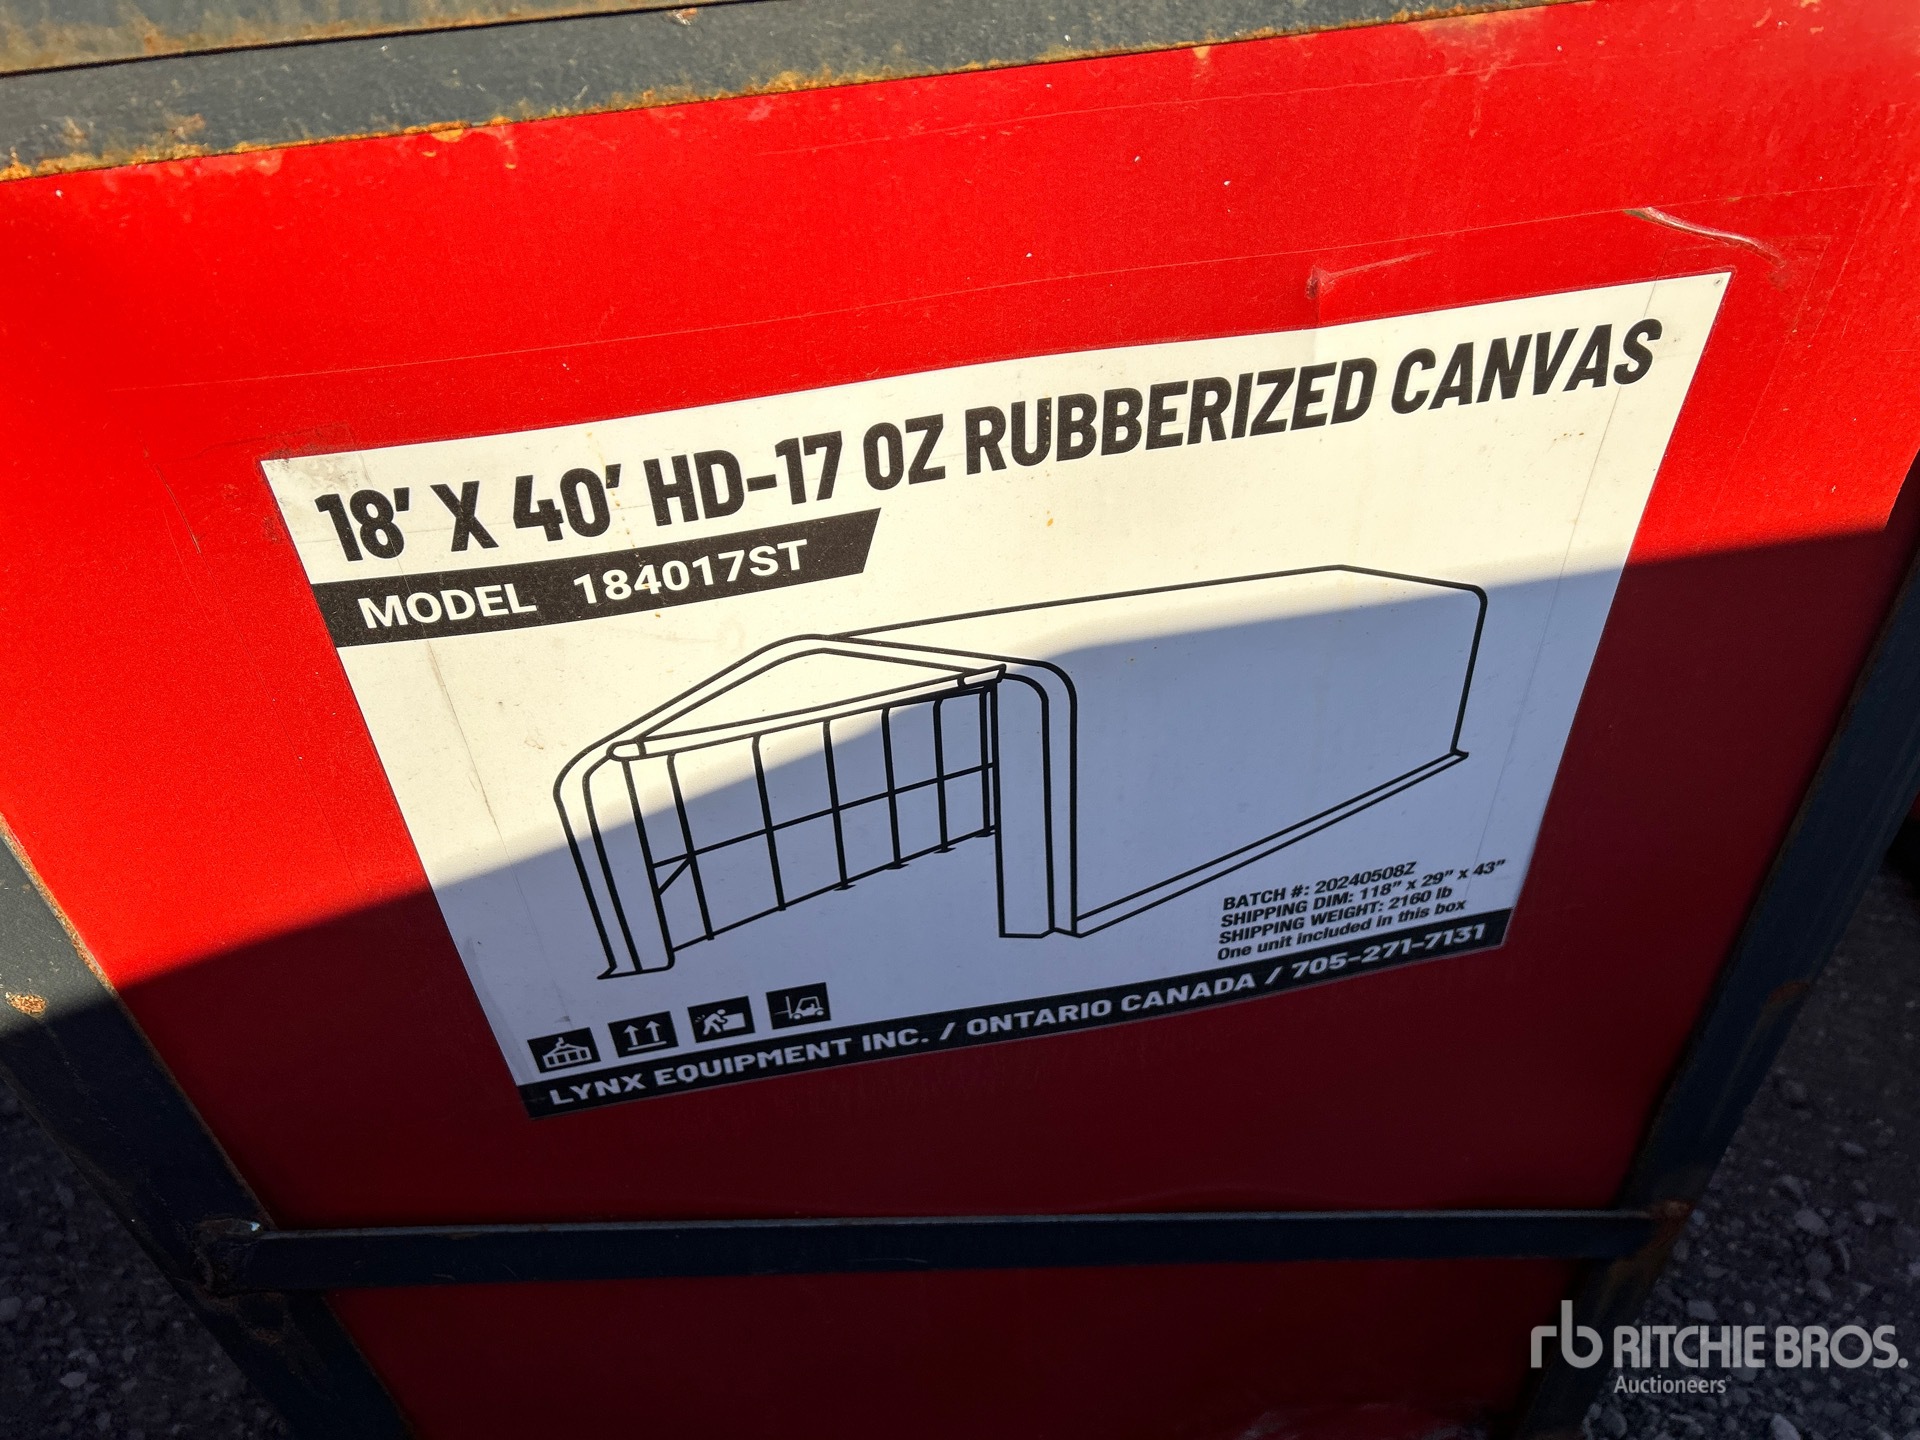 18' X 40' HD-17 OZ RUBBERIZED CANVAS
MODEL 184017ST
BATCH #: 20240508Z
SHIPPING DIM: 118" x 29" x 43"
SHIPPING WEIGHT: 2160 lb
One unit included in this box
LYNX EQUIPMENT INC. / ONTARIO CANADA / 705-271-7131
rb RITCHIE BROS.
Auctioneers